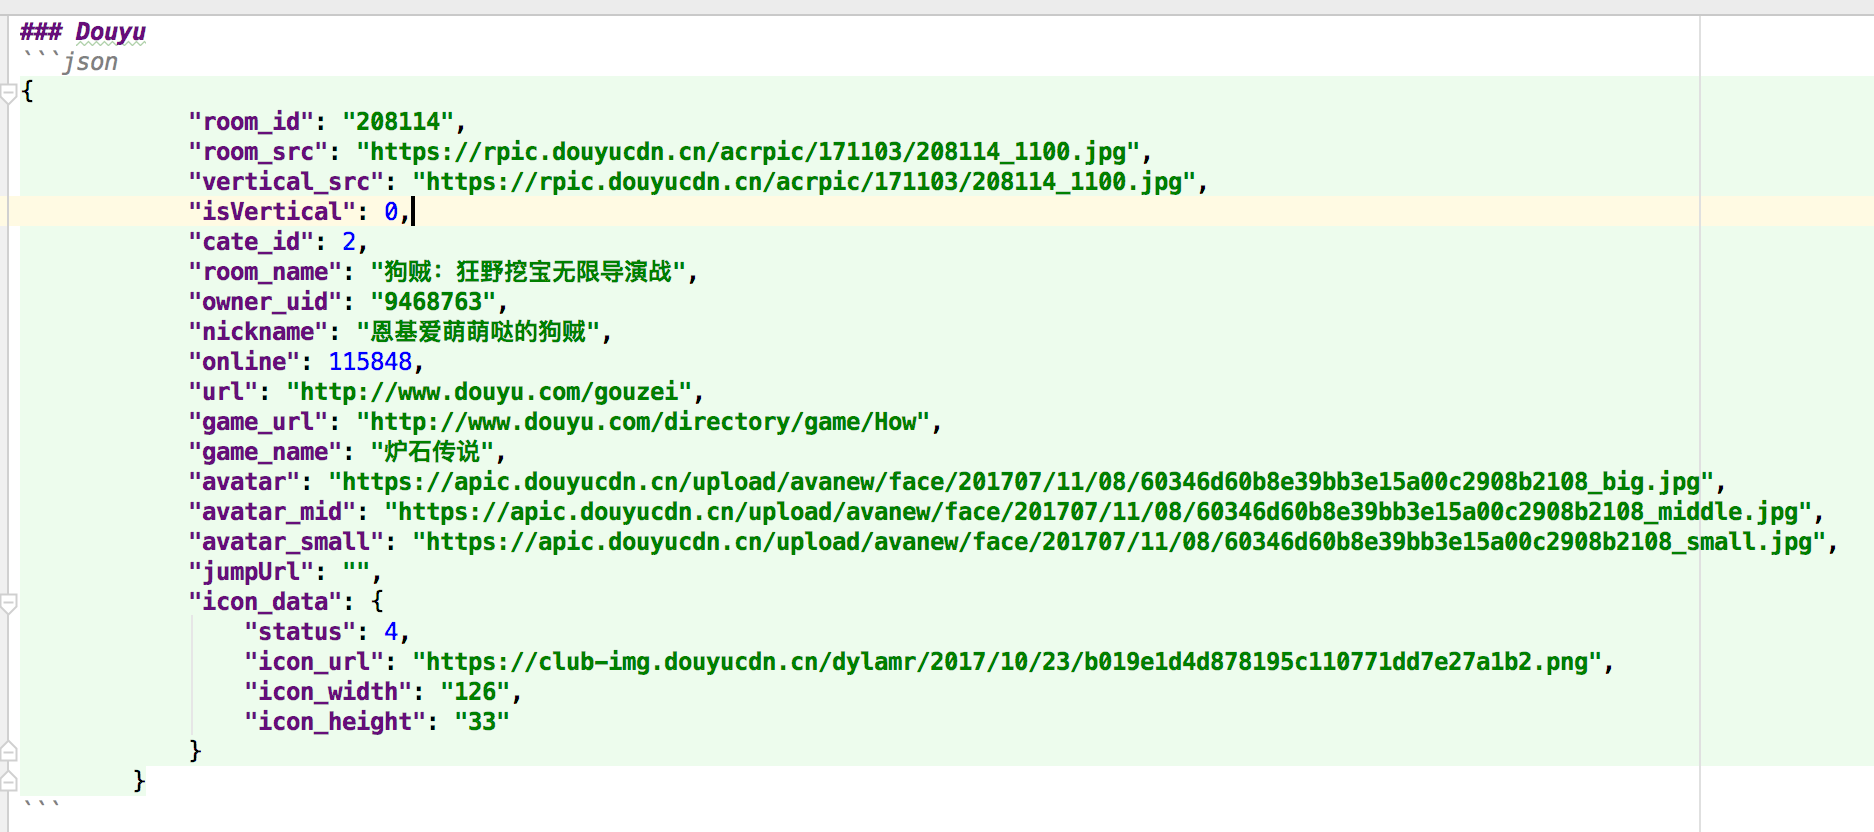 ### Douyu
```json
{
"room_id": "208114",
"room_src": "https://rpic.douyucdn.cn/acrpic/171103/208114_1100.jpg",
"vertical_src": "https://rpic.douyucdn.cn/acrpic/171103/208114_1100.jpg",
"isVertical": 0,
"cate_id": 2,
"room_name": "狗贼：狂野挖宝无限导演战",
"owner_uid": "9468763",
"nickname": "恩基爱萌萌哒的狗贼",
"online": 115848,
"url": "http://www.douyu.com/gouzei",
"game_url": "http://www.douyu.com/directory/game/How",
"game_name": "炉石传说",
"avatar": "https://apic.douyucdn.cn/upload/avanew/face/201707/11/08/60346d60b8e39bb3e15a00c2908b2108_big.jpg",
"avatar_mid": "https://apic.douyucdn.cn/upload/avanew/face/201707/11/08/60346d60b8e39bb3e15a00c2908b2108_middle.jpg",
"avatar_small": "https://apic.douyucdn.cn/upload/avanew/face/201707/11/08/60346d60b8e39bb3e15a00c2908b2108_small.jpg",
"jumpUrl": "",
"icon_data": {
"status": 4,
"icon_url": "https://club-img.douyucdn.cn/dylamr/2017/10/23/b019e1d4d878195c110771dd7e27a1b2.png",
"icon_width": "126",
"icon_height": "33"
}
}
```